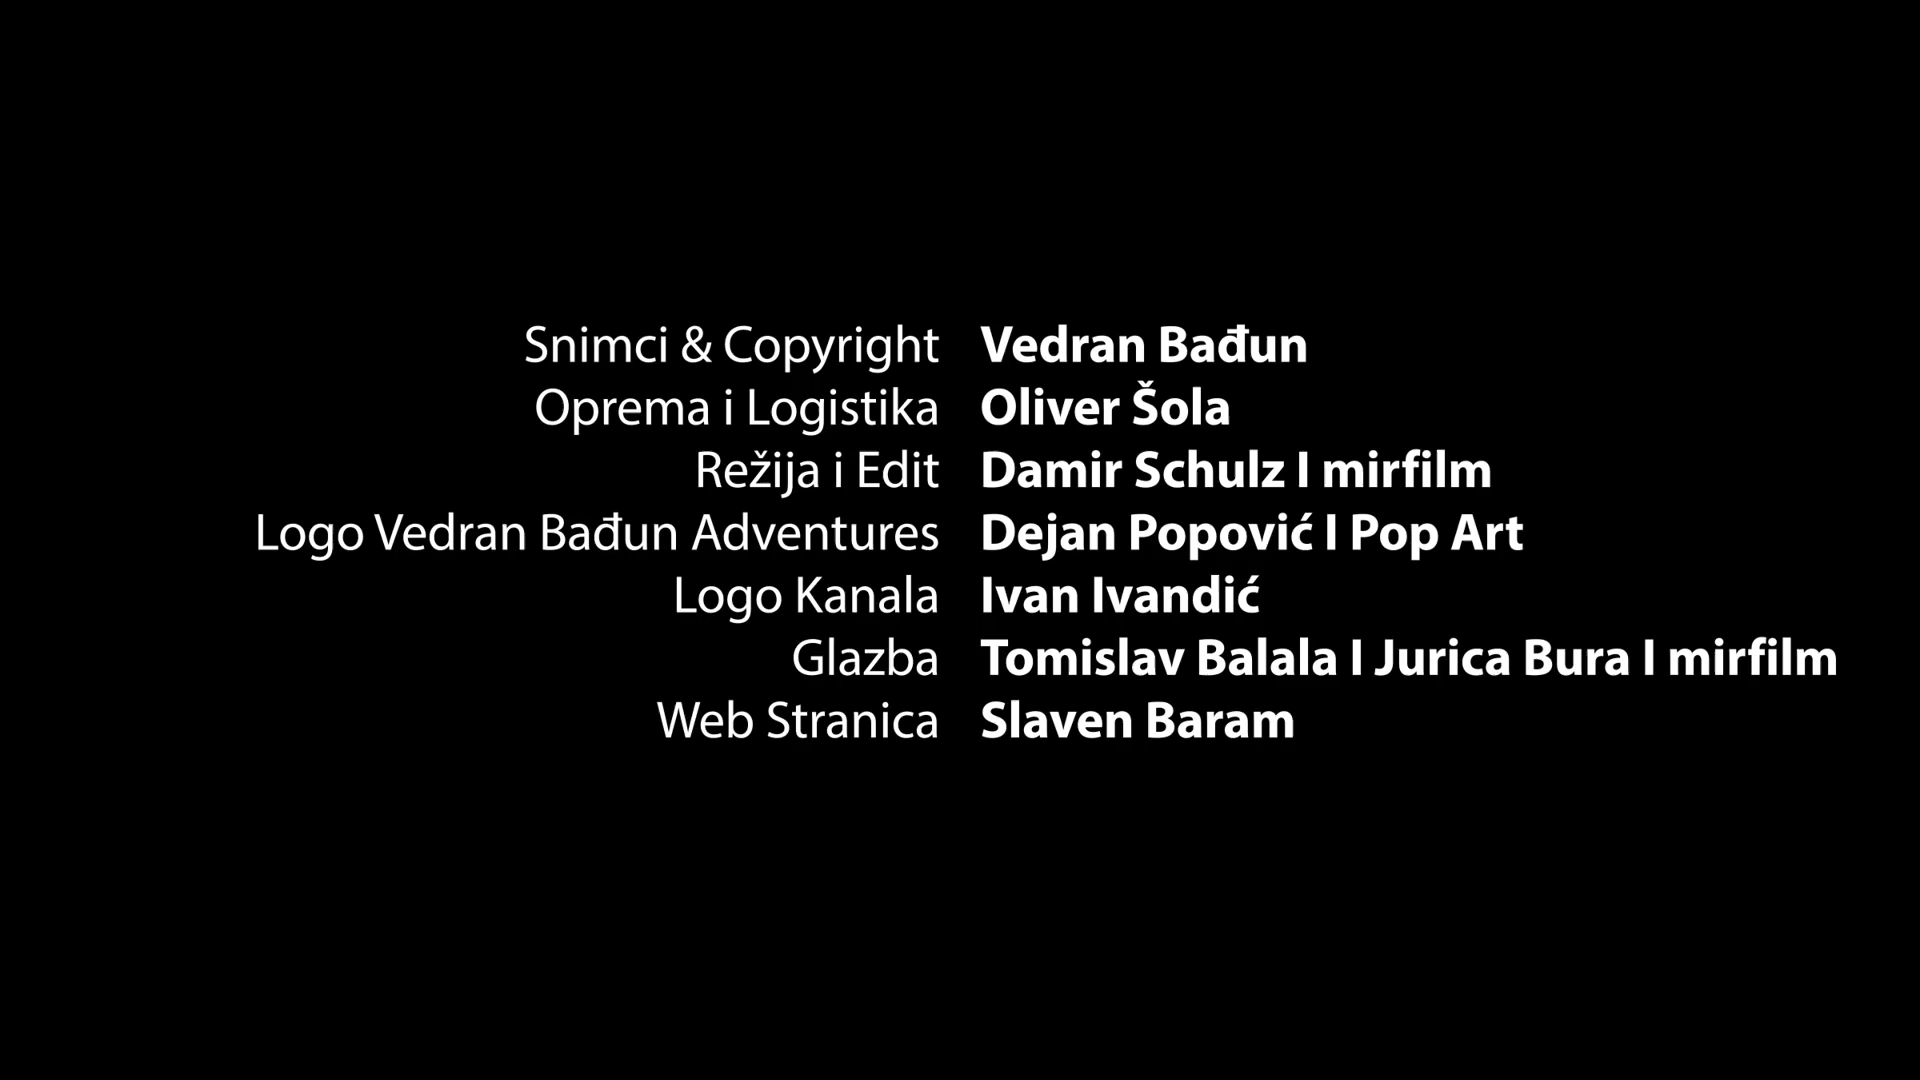 Snimci & Copyright Vedran Bađun
Oprema i Logistika Oliver Šola
Režija i Edit Damir Schulz I mirfilm
Logo Vedran Bađun Adventures Dejan Popović I Pop Art
Logo Kanala Ivan Ivandić
Glazba Tomislav Balala I Jurica Bura I mirfilm
Web Stranica Slaven Baram